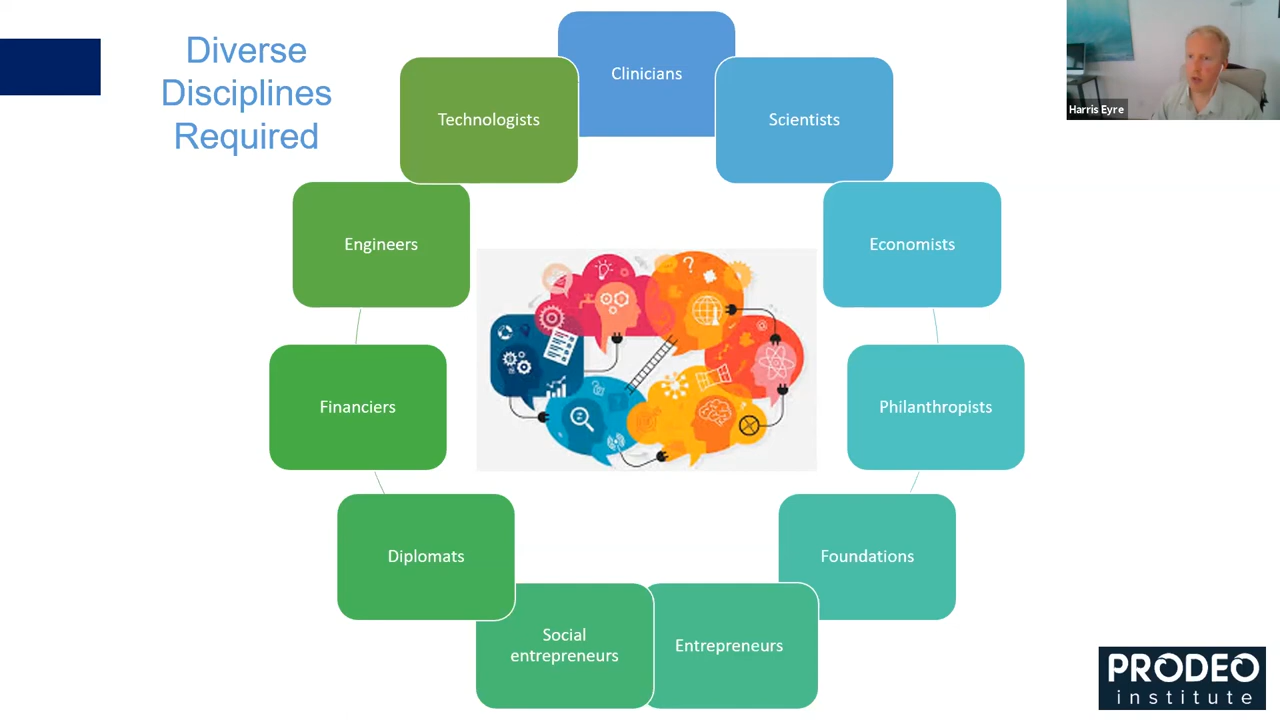 Diverse
Disciplines
Required
Clinicians
Scientists
Economists
Philanthropists
Foundations
Entrepreneurs
Social
entrepreneurs
Diplomats
Financiers
Engineers
Technologists
Harris Eyre
PRODEO
institute